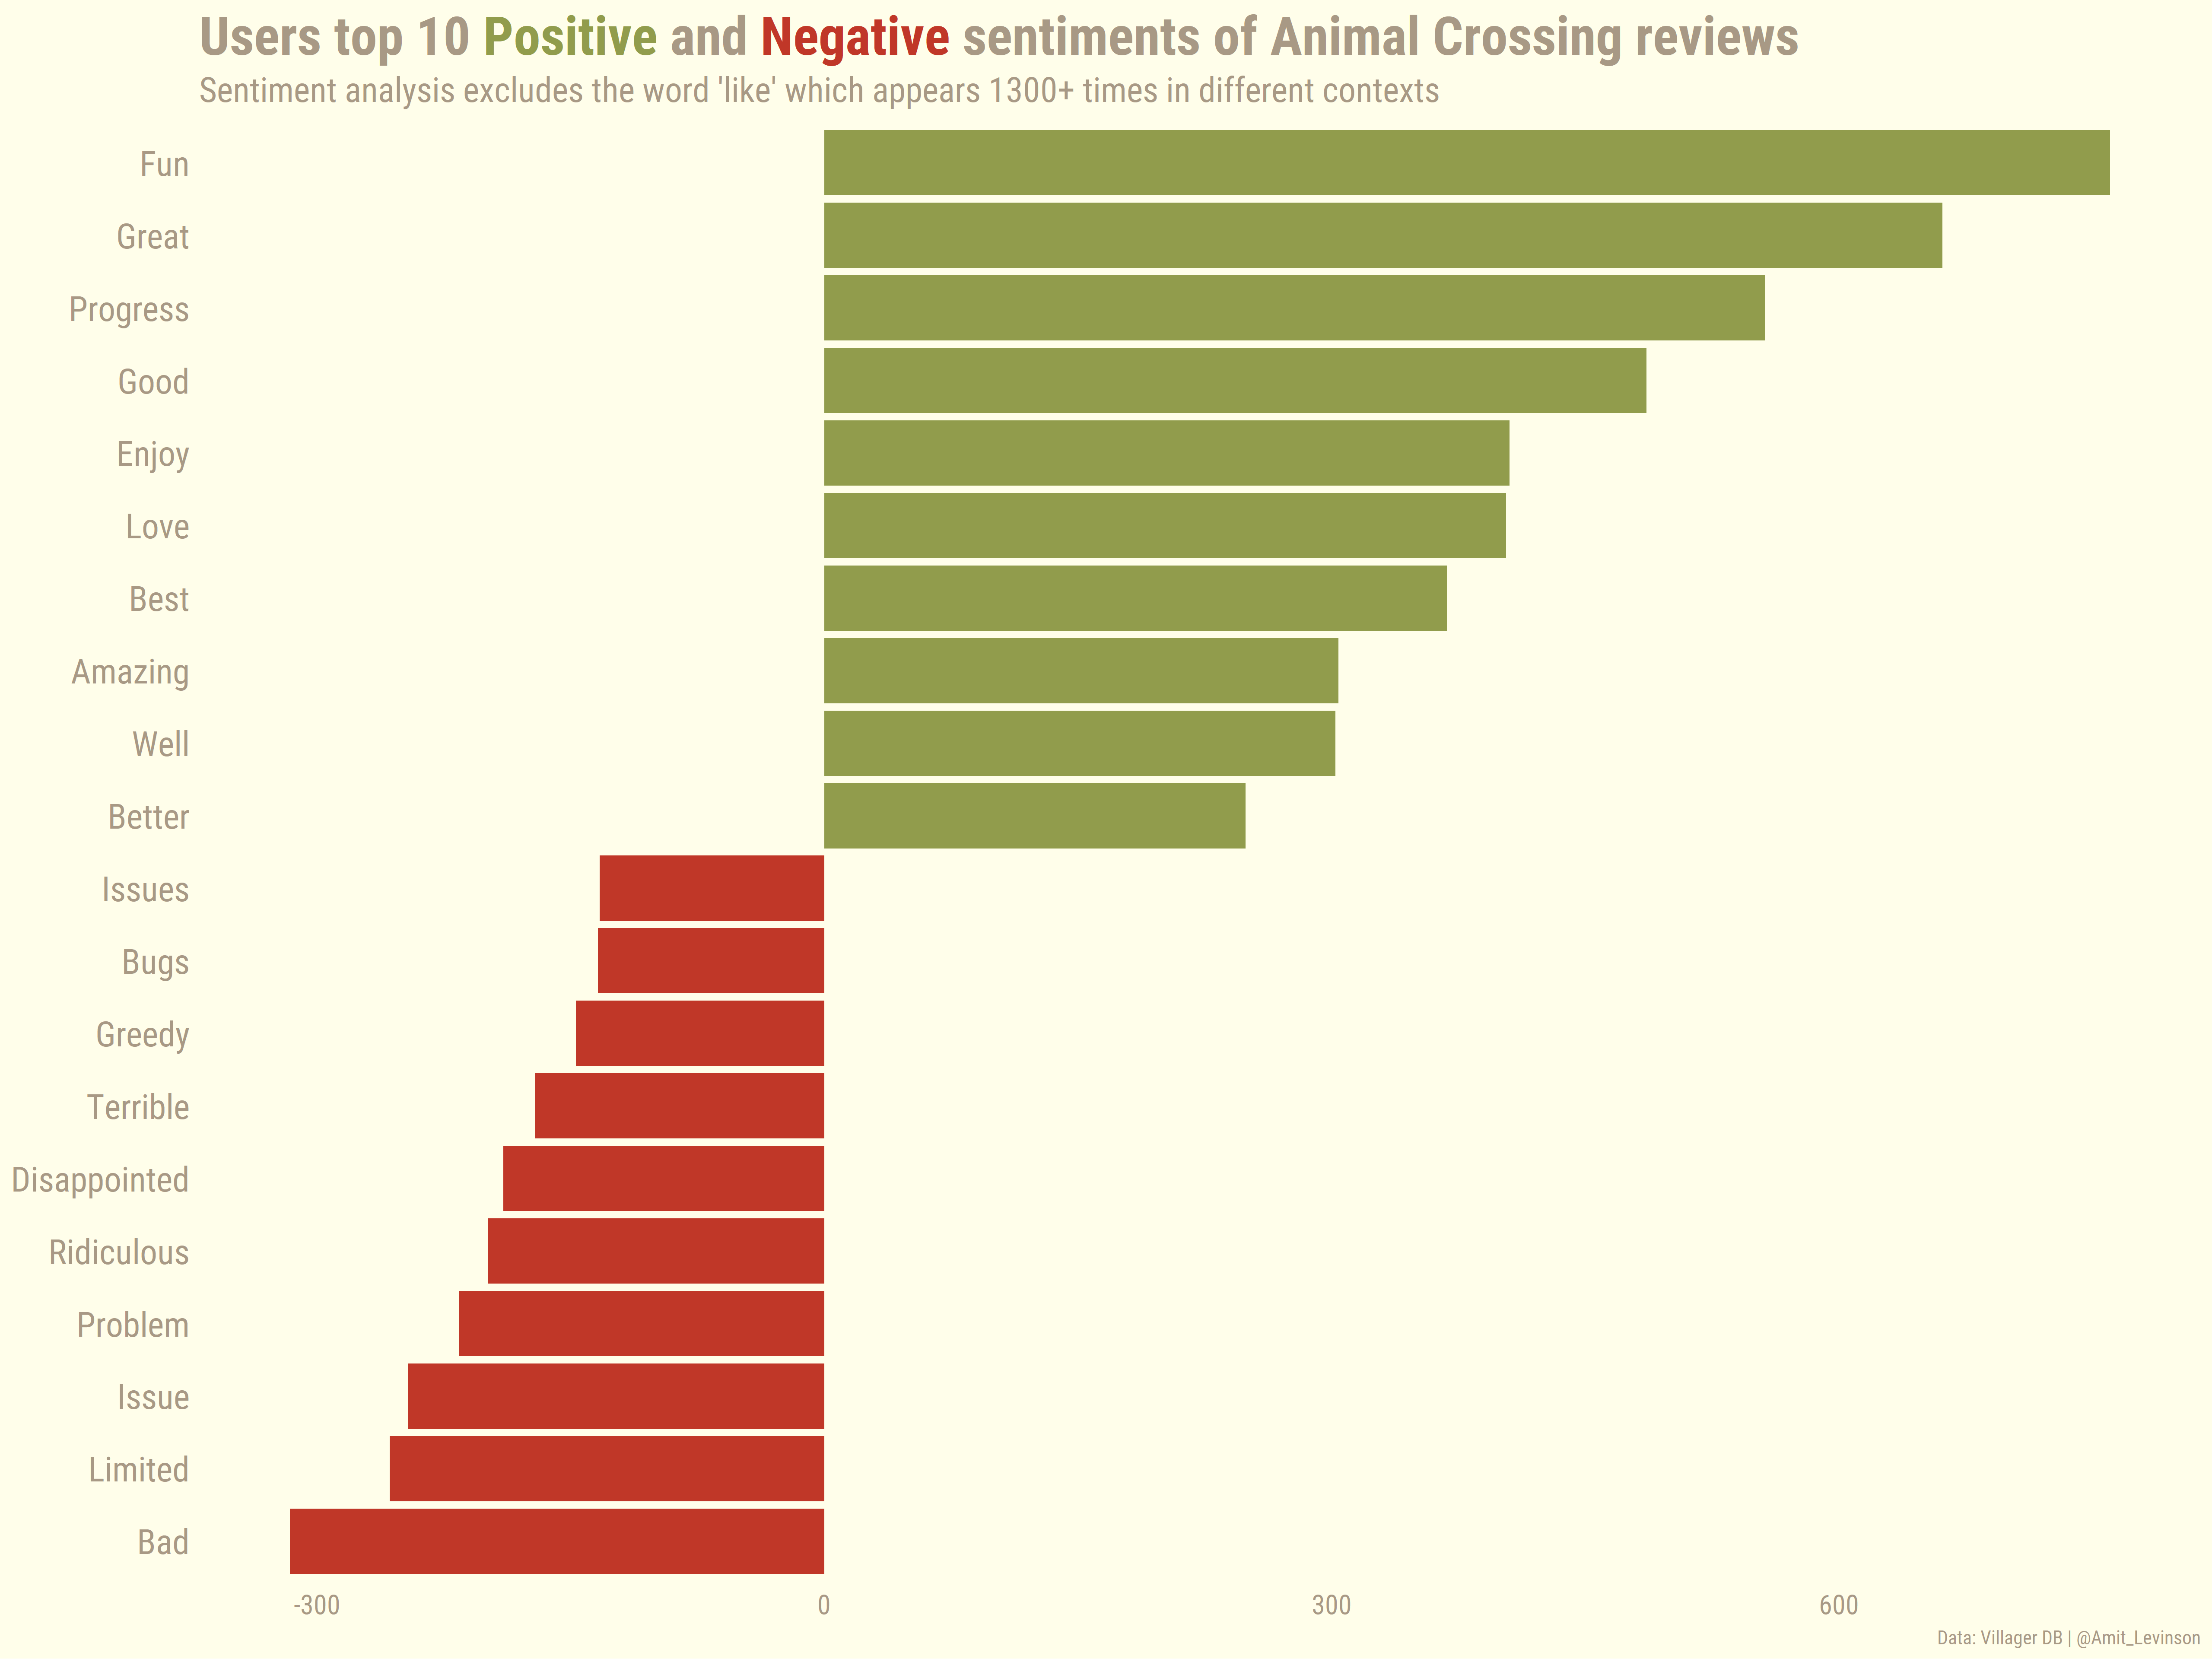 Users top 10 Positive and Negative sentiments of Animal Crossing reviews
Sentiment analysis excludes the word 'like' which appears 1300+ times in different contexts
Fun
Great
Progress
Good
Enjoy
Love
Best
Amazing
Well
Better
Issues
Bugs
Greedy
Terrible
Disappointed
Ridiculous
Problem
Issue
Limited
Bad
-300 0 300 600
Data: Villager DB | @Amit_Levinson